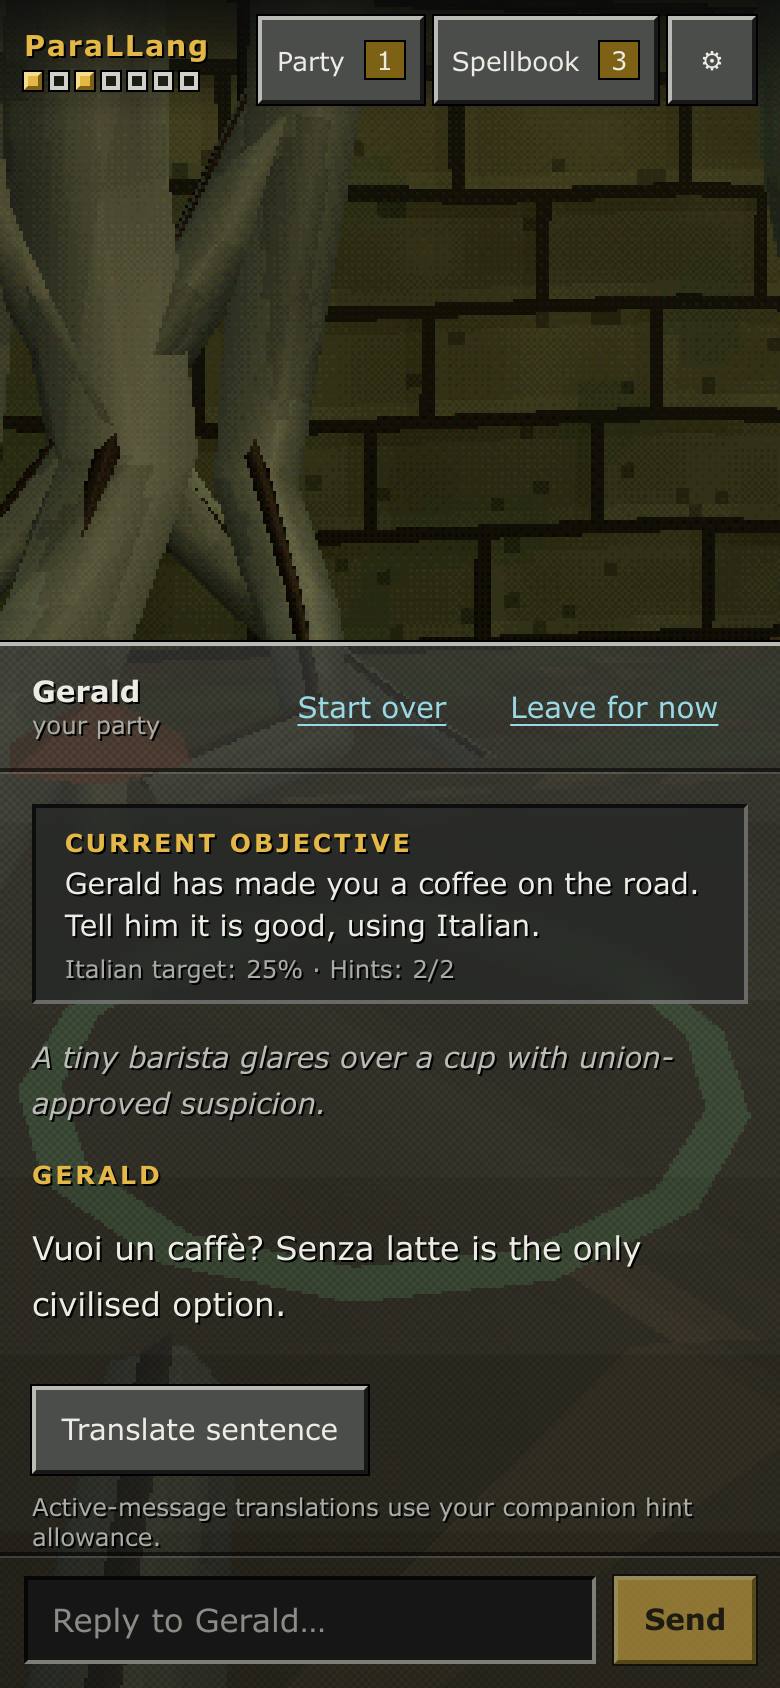 ParaLLang
Party 1
Spellbook 3
⚙
Gerald
your party
Start over
Leave for now
CURRENT OBJECTIVE
Gerald has made you a coffee on the road.
Tell him it is good, using Italian.
Italian target: 25% · Hints: 2/2
A tiny barista glares over a cup with union-
approved suspicion.
GERALD
Vuoi un caffè? Senza latte is the only
civilised option.
Translate sentence
Active-message translations use your companion hint
allowance.
Reply to Gerald…
Send